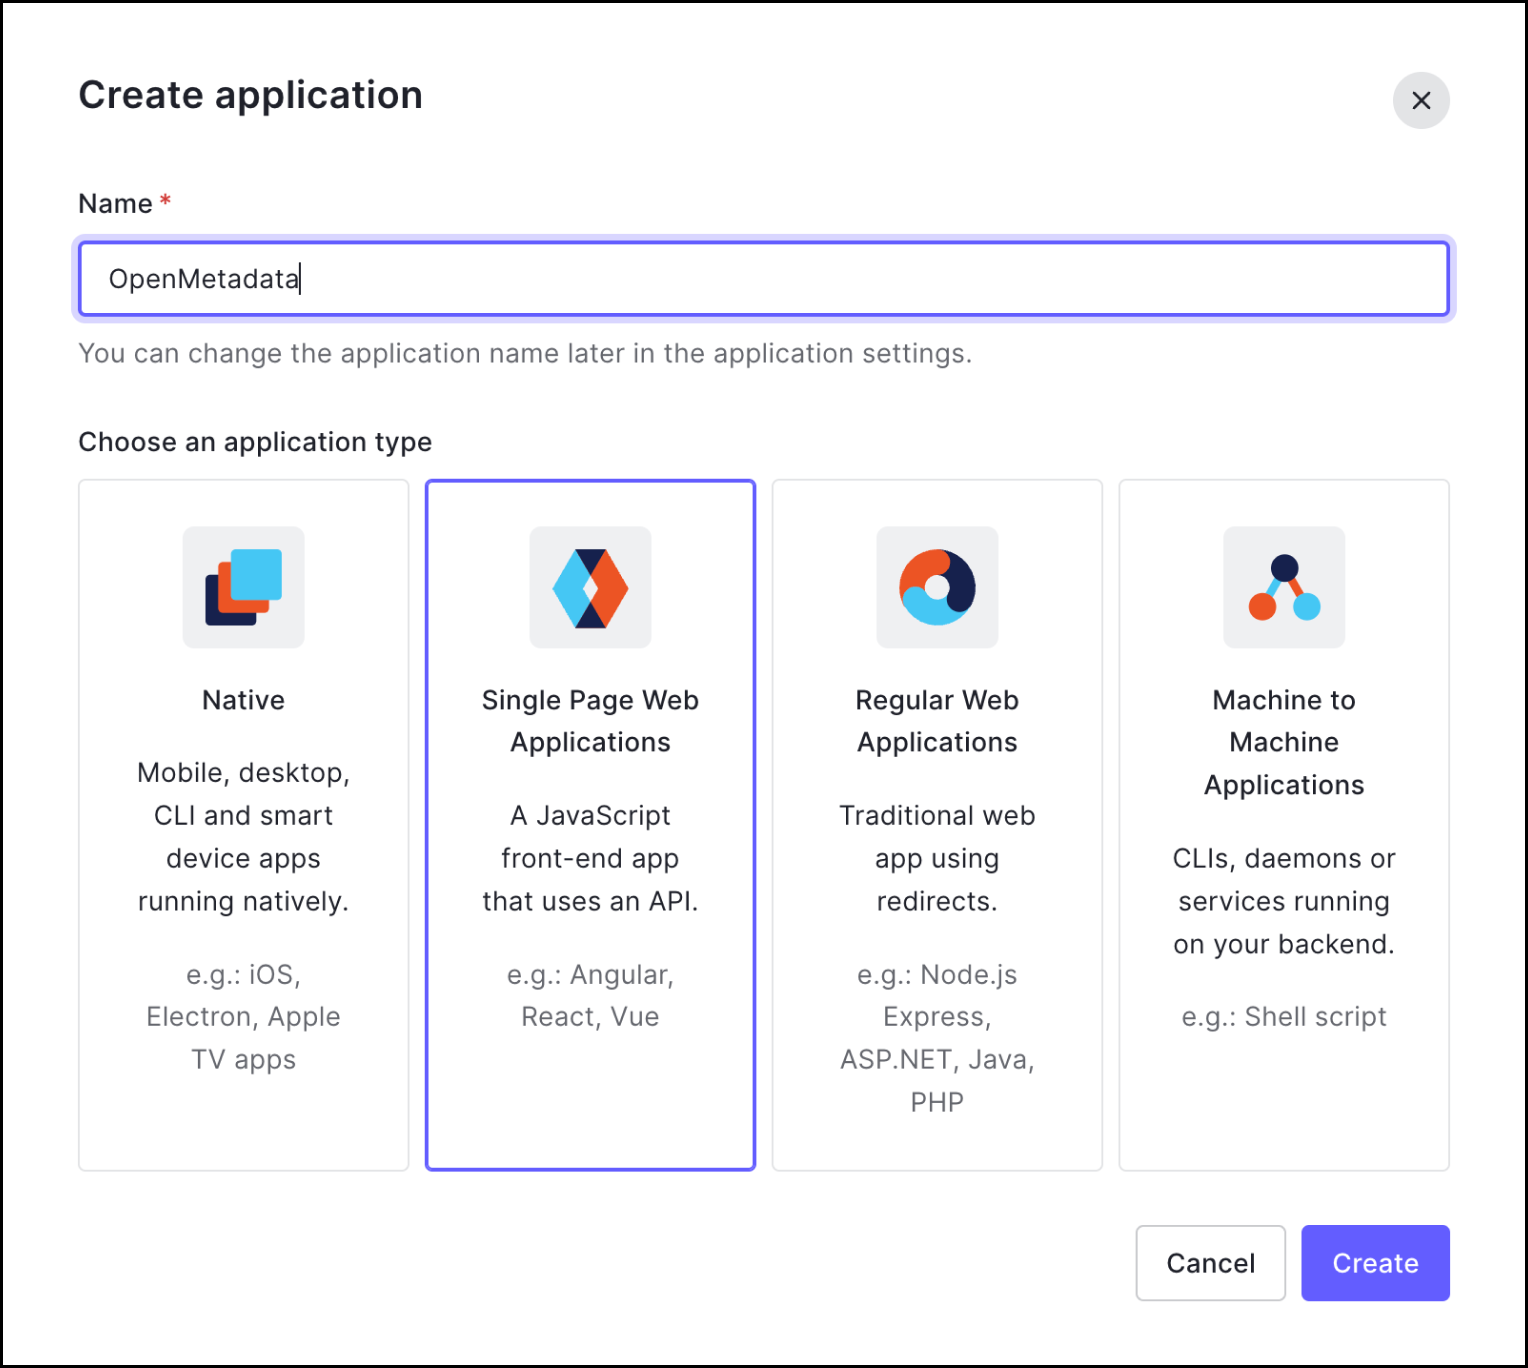 Create application
Name *
OpenMetadata
You can change the application name later in the application settings.
Choose an application type
Native
Mobile, desktop,
CLI and smart
device apps
running natively.
e.g.: iOS,
Electron, Apple
TV apps
Single Page Web
Applications
A JavaScript
front-end app
that uses an API.
e.g.: Angular,
React, Vue
Regular Web
Applications
Traditional web
app using
redirects.
e.g.: Node.js
Express,
ASP.NET, Java,
PHP
Machine to
Machine
Applications
CLIs, daemons or
services running
on your backend.
e.g.: Shell script
Cancel
Create